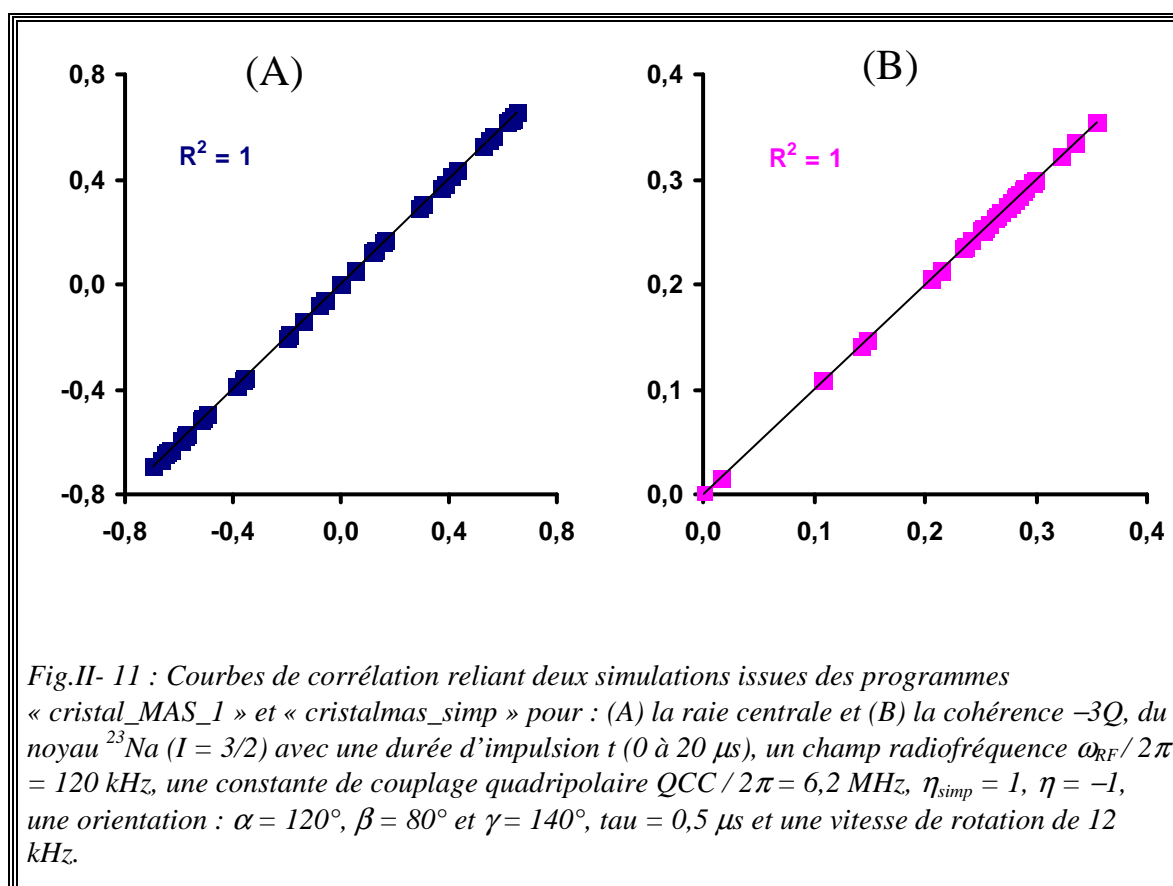 (A)
(B)
0,8
0,4
0,0
-0,4
-0,8
-0,8
-0,4
0,0
0,4
0,8
R² = 1
0,4
0,3
0,2
0,1
0,0
0,0
0,1
0,2
0,3
0,4
R² = 1
Fig.II- 11 : Courbes de corrélation reliant deux simulations issues des programmes
« cristal_MAS_1 » et « cristalmas_simp » pour : (A) la raie centrale et (B) la cohérence −3Q, du
noyau ²³Na (I = 3/2) avec une durée d’impulsion t (0 à 20 μs), un champ radiofréquence ω_RF / 2π
= 120 kHz, une constante de couplage quadripolaire QCC / 2π = 6,2 MHz, η_simp = 1, η = −1,
une orientation : α = 120°, β = 80° et γ = 140°, tau = 0,5 μs et une vitesse de rotation de 12
kHz.